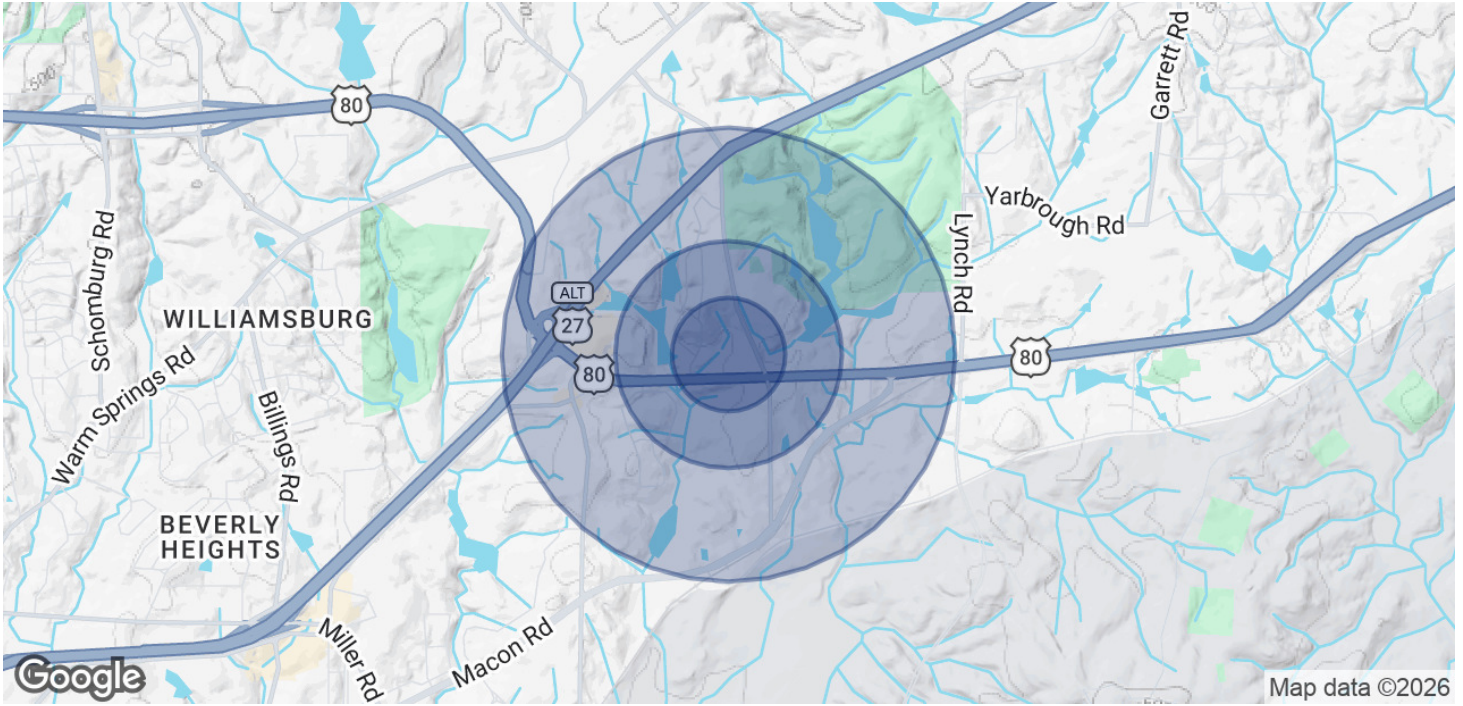 500
80
Garrett Rd
Yarbrough Rd
Schomburg Rd
Lynch Rd
ALT
27
WILLIAMSBURG
80
80
Warm Springs Rd
Billings Rd
BEVERLY
HEIGHTS
Miller Rd
Macon Rd
Google
Map data ©2026